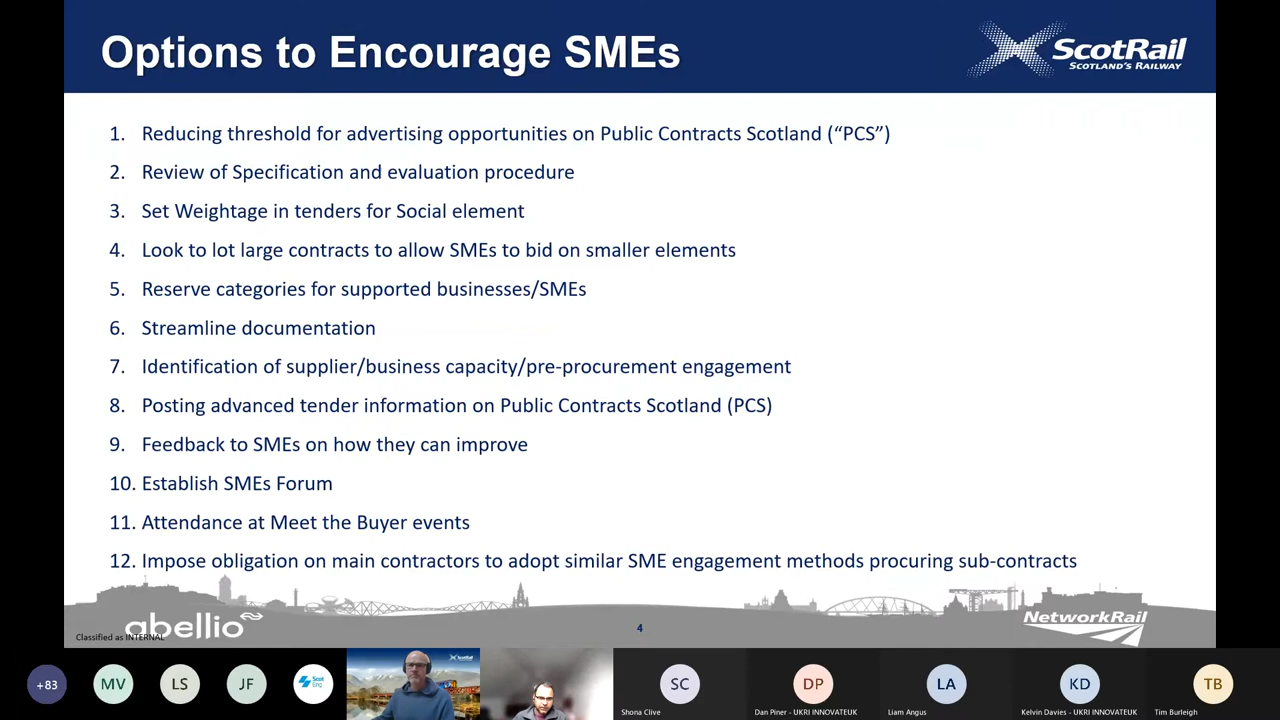 Options to Encourage SMEs
ScotRail
SCOTLAND'S RAILWAY
1. Reducing threshold for advertising opportunities on Public Contracts Scotland (“PCS”)
2. Review of Specification and evaluation procedure
3. Set Weightage in tenders for Social element
4. Look to lot large contracts to allow SMEs to bid on smaller elements
5. Reserve categories for supported businesses/SMEs
6. Streamline documentation
7. Identification of supplier/business capacity/pre-procurement engagement
8. Posting advanced tender information on Public Contracts Scotland (PCS)
9. Feedback to SMEs on how they can improve
10. Establish SMEs Forum
11. Attendance at Meet the Buyer events
12. Impose obligation on main contractors to adopt similar SME engagement methods procuring sub-contracts
abellio
Classified as INTERNAL
4
NetworkRail
+83
MV
LS
JF
Scot
Eng
ScotRail
SC
Shona Clive
DP
Dan Piner - UKRI INNOVATEUK
LA
Liam Angus
KD
Kelvin Davies - UKRI INNOVATEUK
TB
Tim Burleigh